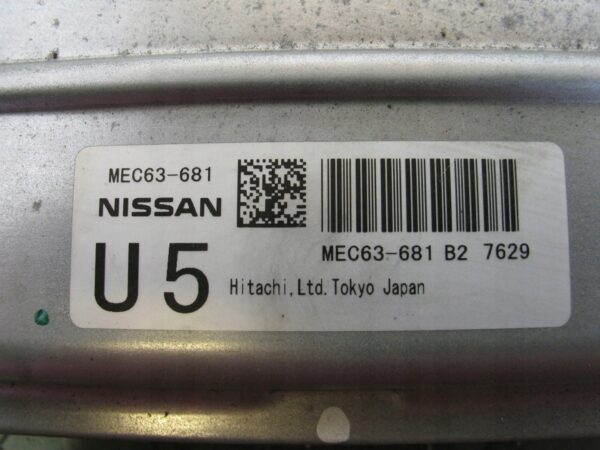 MEC63-681
NISSAN
U5
MEC63-681 B2 7629
Hitachi,Ltd.Tokyo Japan